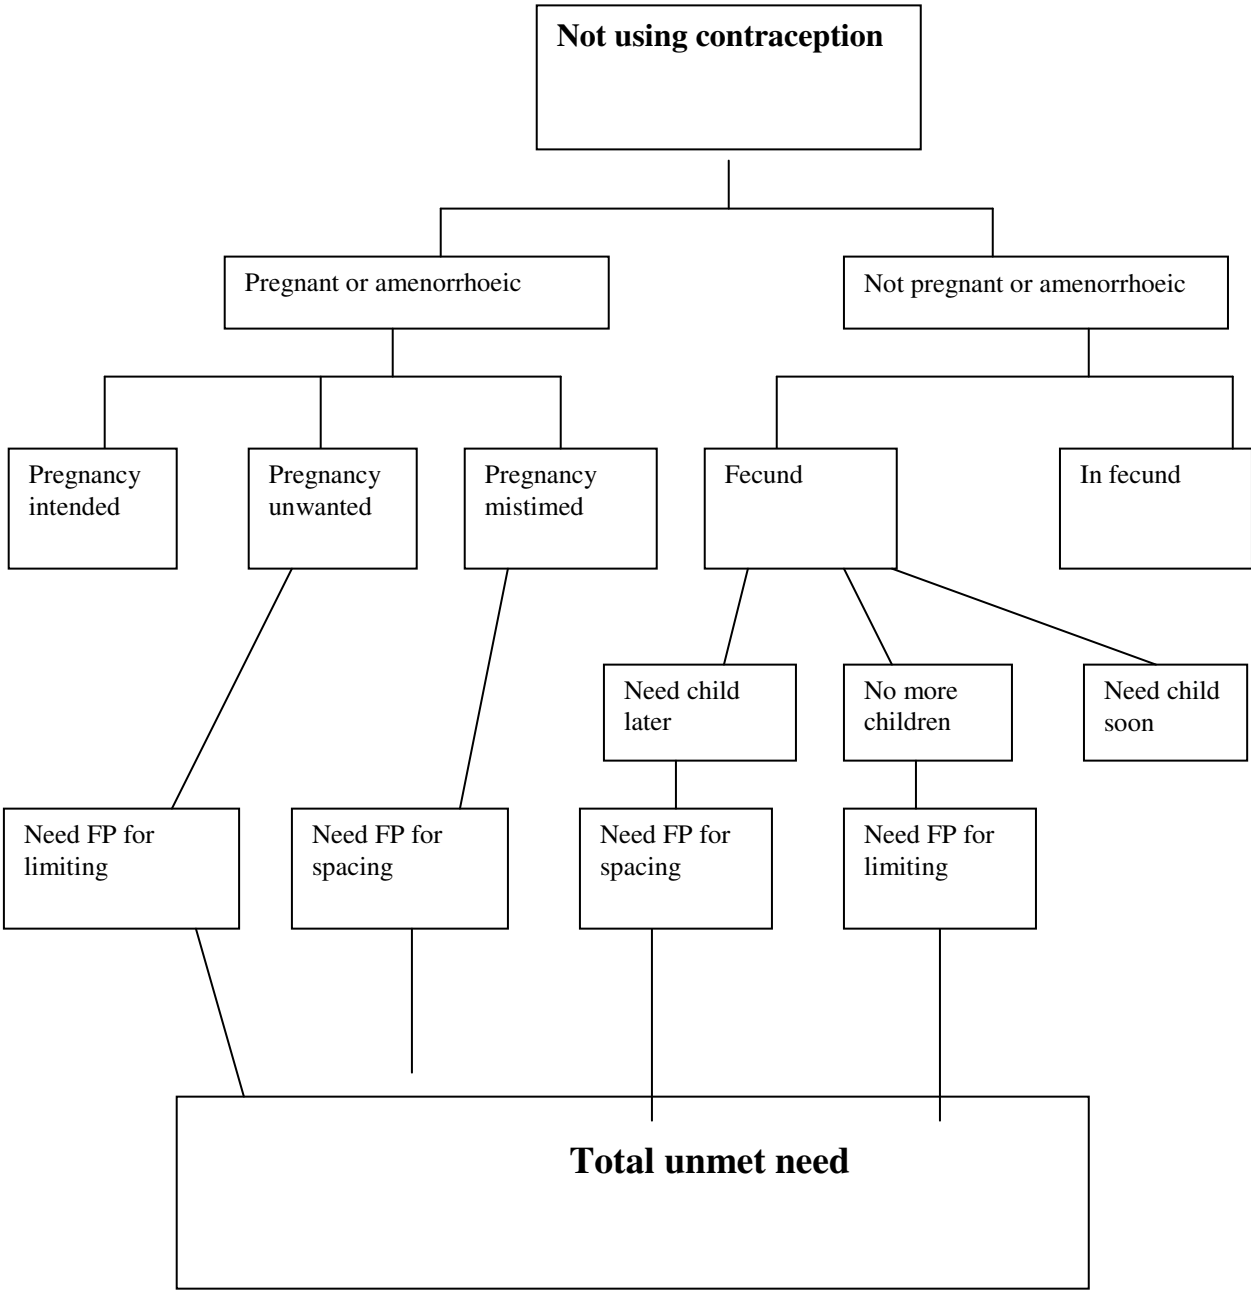 Not using contraception
Pregnant or amenorrhoeic
Not pregnant or amenorrhoeic
Pregnancy
intended
Pregnancy
unwanted
Pregnancy
mistimed
Fecund
In fecund
Need child
later
No more
children
Need child
soon
Need FP for
limiting
Need FP for
spacing
Need FP for
spacing
Need FP for
limiting
Total unmet need